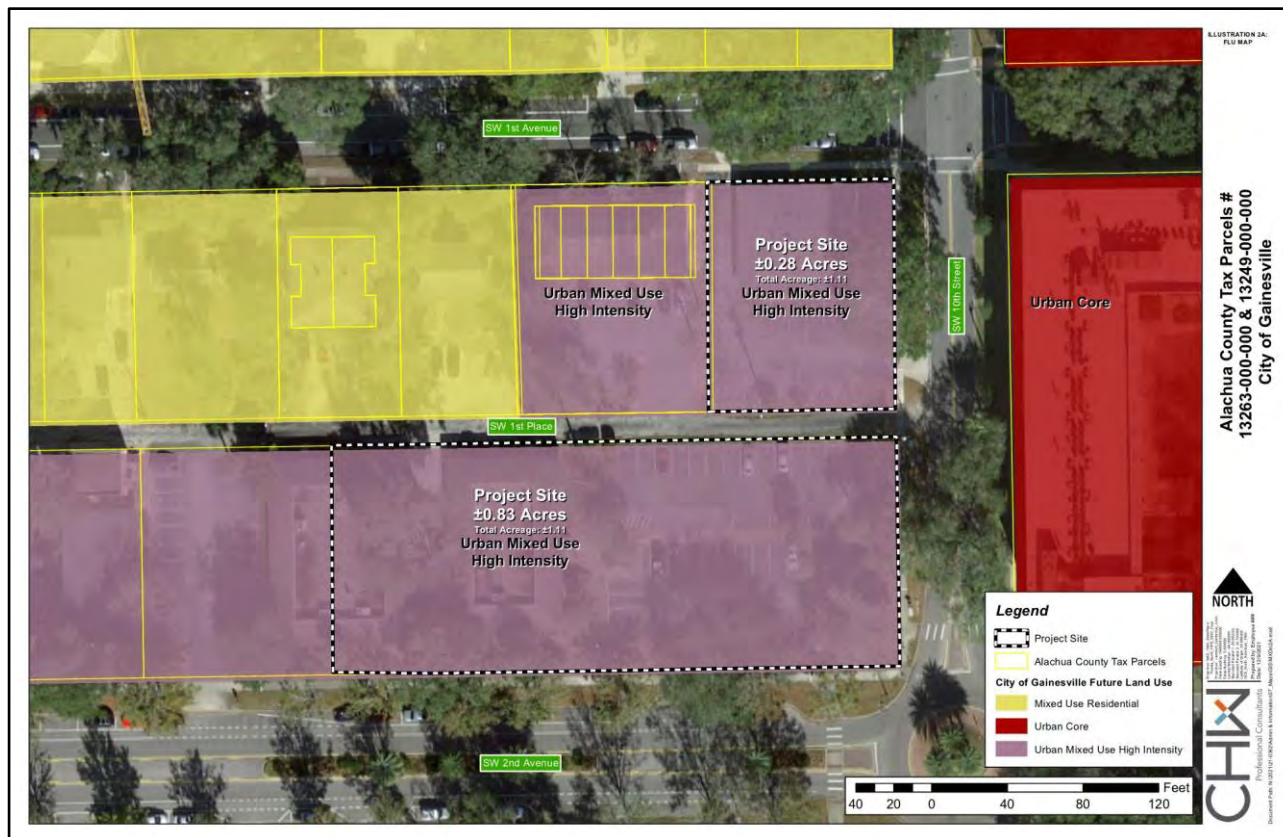 ILLUSTRATION 2A:
FLU MAP
SW 1st Avenue
Project Site
±0.28 Acres
Total Acreage: ±1.11
Urban Mixed Use
High Intensity
Urban Mixed Use
High Intensity
SW 10th Street
Urban Core
Alachua County Tax Parcels #
13263-000-000 & 13249-000-000
City of Gainesville
SW 1st Place
Project Site
±0.83 Acres
Total Acreage: ±1.11
Urban Mixed Use
High Intensity
SW 2nd Avenue
Legend
Project Site
Alachua County Tax Parcels
City of Gainesville Future Land Use
Mixed Use Residential
Urban Core
Urban Mixed Use High Intensity
40 20 0 40 80 120 Feet
NORTH
CHW
Professional Consultants